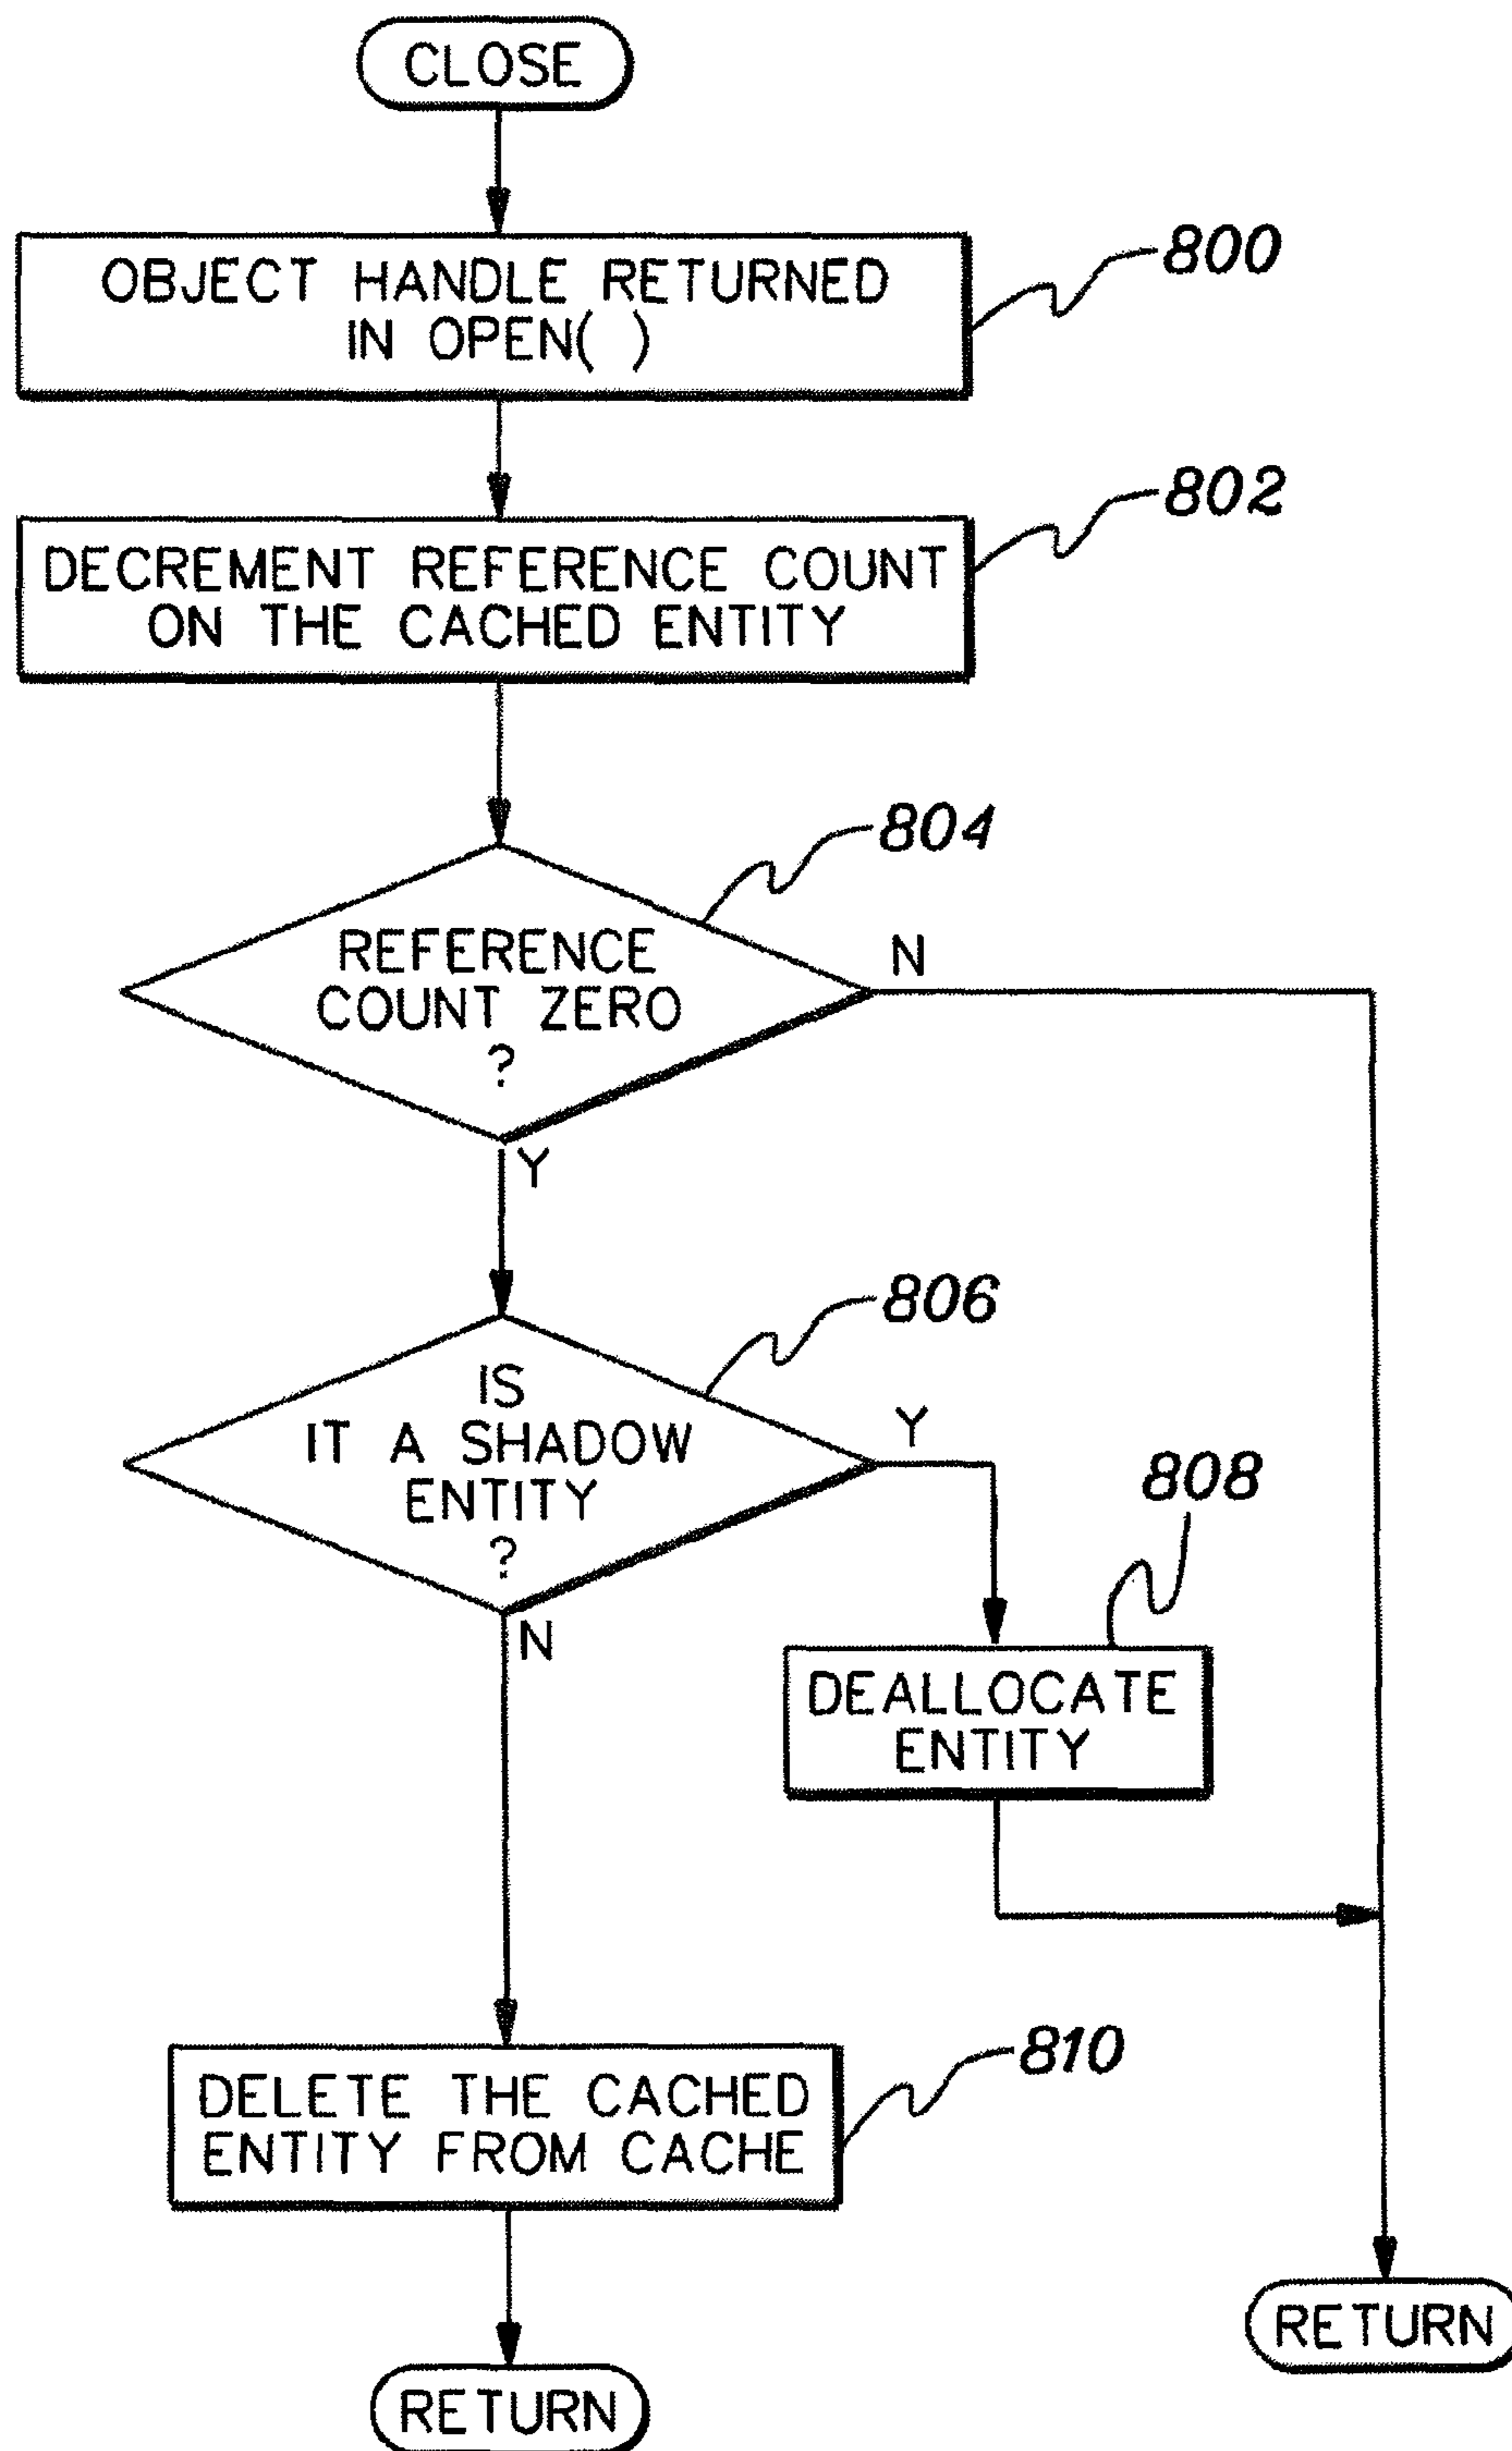 CLOSE
OBJECT HANDLE RETURNED
IN OPEN( )
800
DECREMENT REFERENCE COUNT
ON THE CACHED ENTITY
802
804
REFERENCE
COUNT ZERO
?
N
Y
806
IS
IT A SHADOW
ENTITY
?
Y
N
808
DEALLOCATE
ENTITY
810
DELETE THE CACHED
ENTITY FROM CACHE
RETURN
RETURN